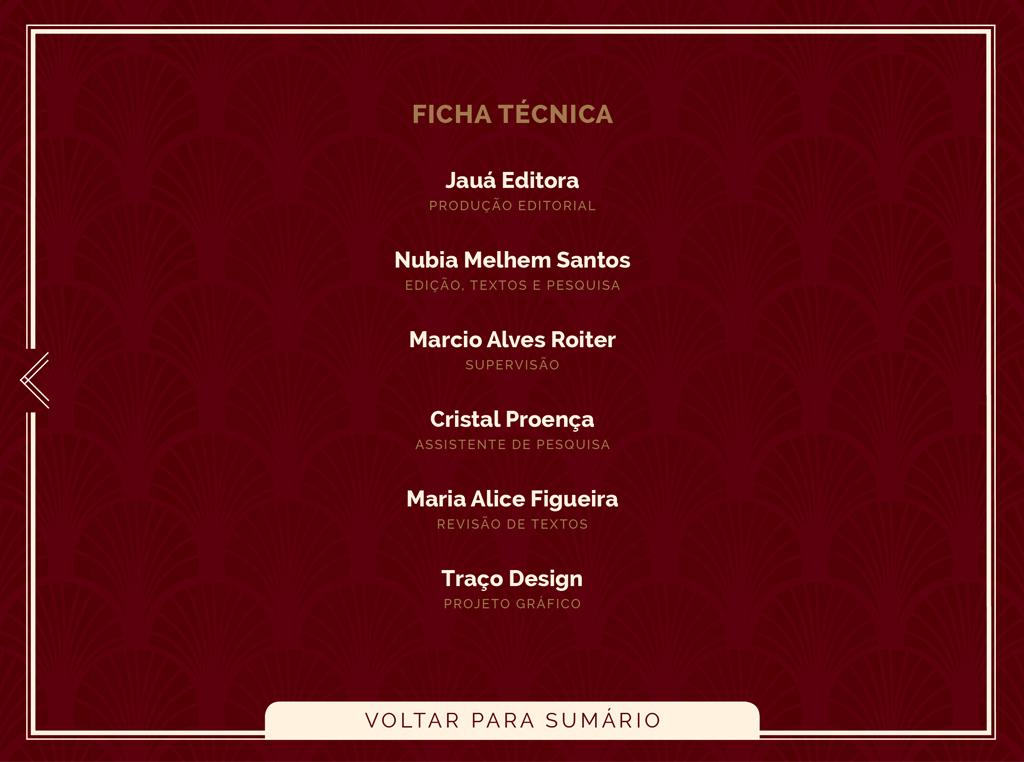 FICHA TÉCNICA
Jauá Editora
PRODUÇÃO EDITORIAL
Nubia Melhem Santos
EDIÇÃO, TEXTOS E PESQUISA
Marcio Alves Roiter
SUPERVISÃO
Cristal Proença
ASSISTENTE DE PESQUISA
Maria Alice Figueira
REVISÃO DE TEXTOS
Traço Design
PROJETO GRÁFICO
VOLTAR PARA SUMÁRIO